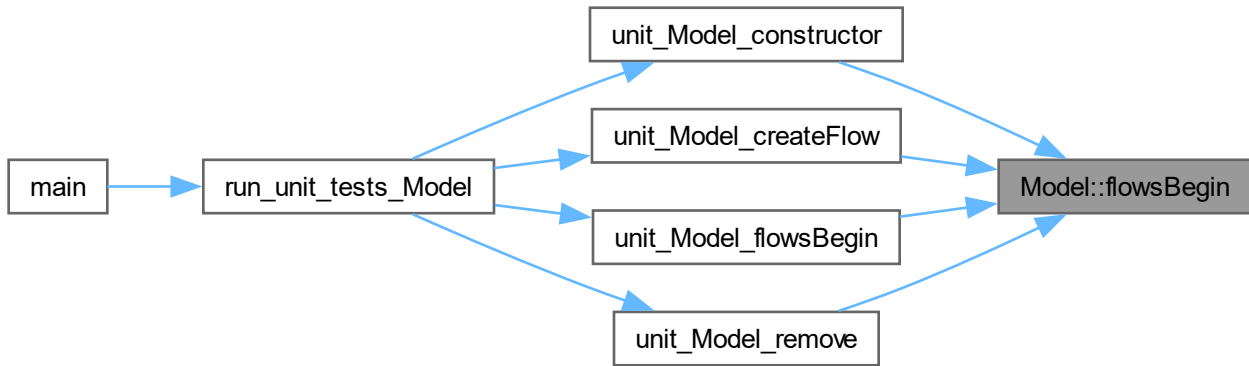 unit_Model_constructor
unit_Model_createFlow
main
run_unit_tests_Model
Model::flowsBegin
unit_Model_flowsBegin
unit_Model_remove